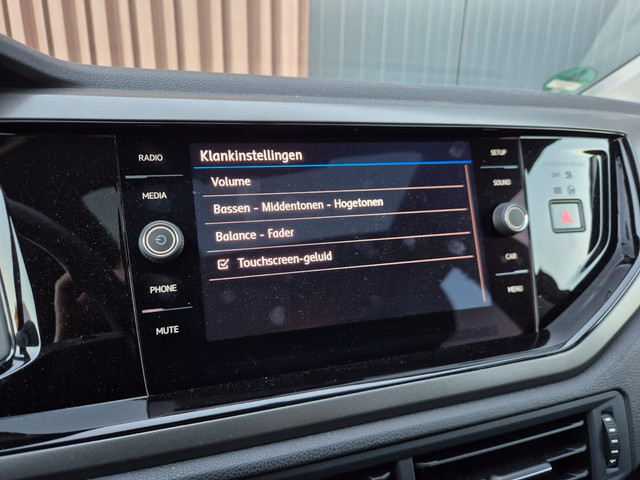 RADIO
MEDIA
PHONE
MUTE
Klankinstellingen
Volume
Bassen - Middentonen - Hogetonen
Balance - Fader
Touchscreen-geluid
SETUP
SOUND
CAR
MENU